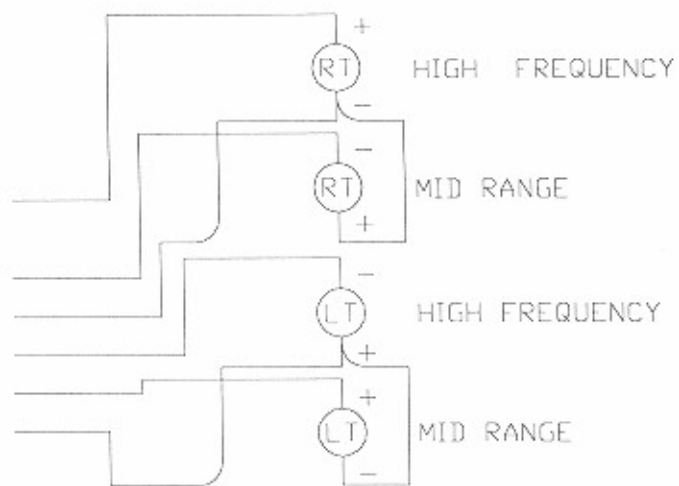 +
RT HIGH FREQUENCY
−
−
RT MID RANGE
+
−
LT HIGH FREQUENCY
+
+
LT MID RANGE
−